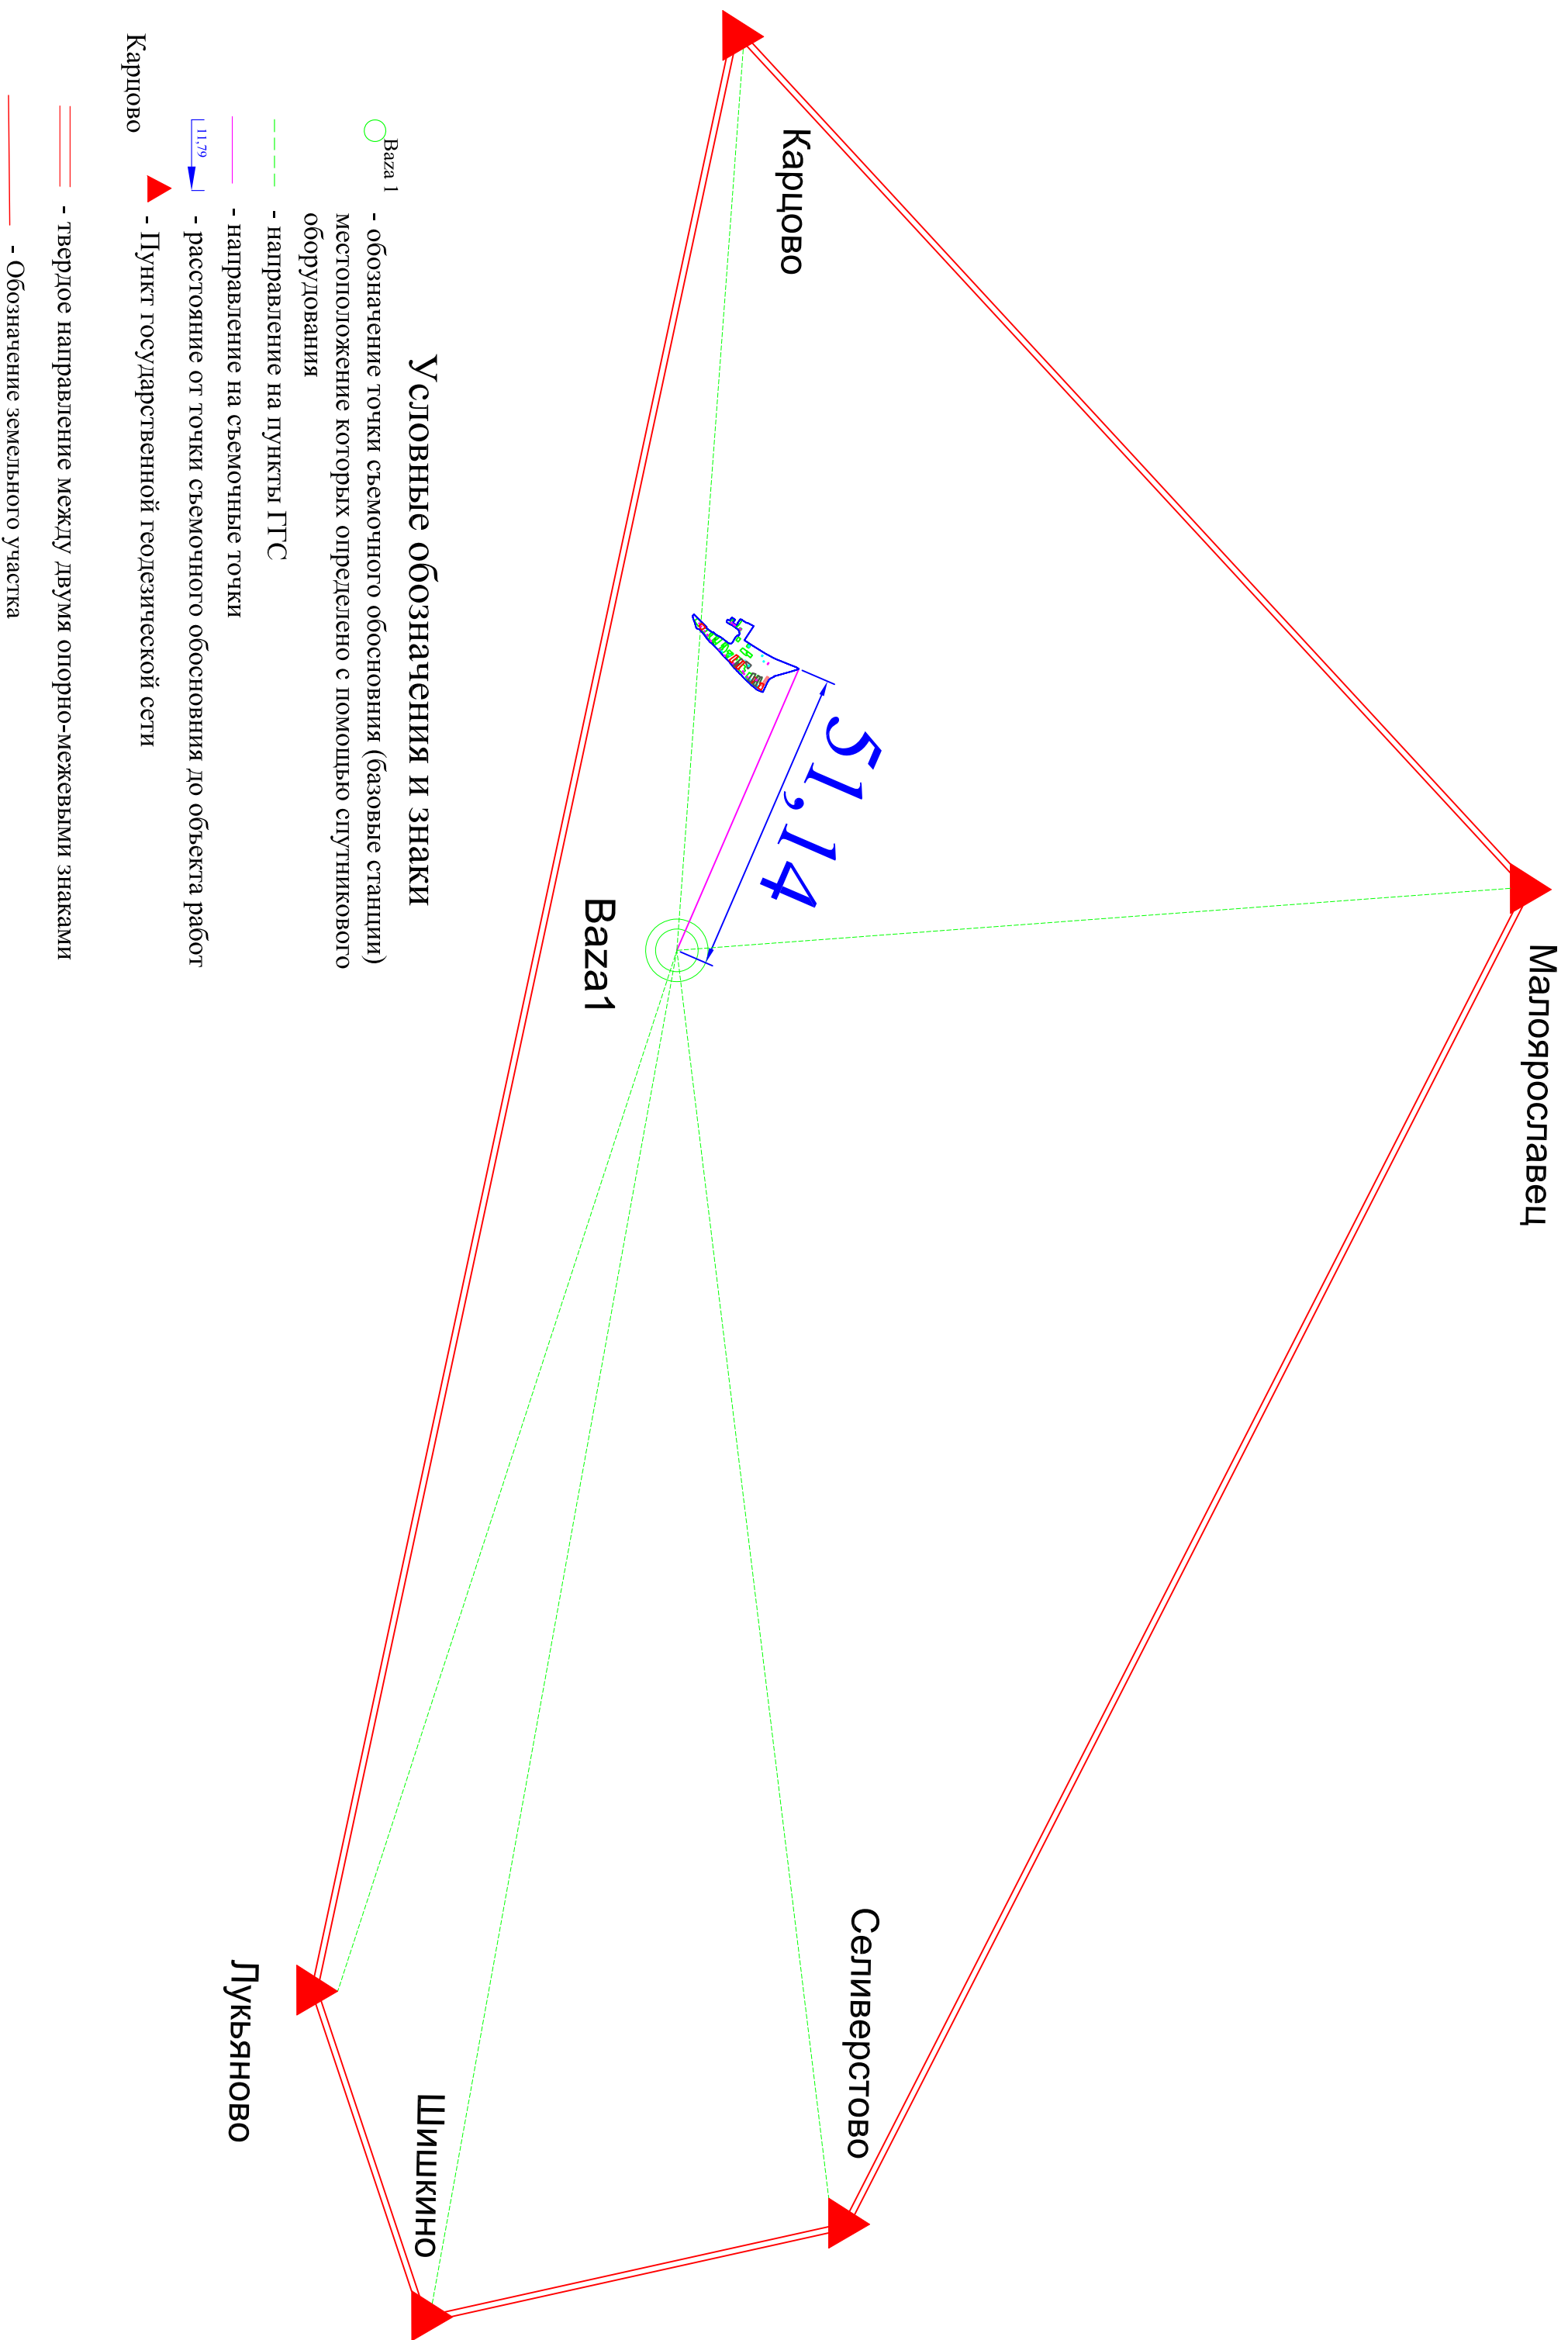 Малоярославец
Карцово
51,14
Baza1
Селиверстово
Шишкино
Лукьяново
Условные обозначения и знаки
Baza 1
- обозначение точки съемочного обосновния (базовые станции)
местоположение которых определено с помощью спутникового
оборудования
- направление на пункты ГГС
- направление на съемочные точки
11,79
- расстояние от точки съемочного обосновния до объекта работ
Карцово
- Пункт государственной геодезической сети
- твердое направление между двумя опорно-межевыми знаками
- Обозначение земельного участка